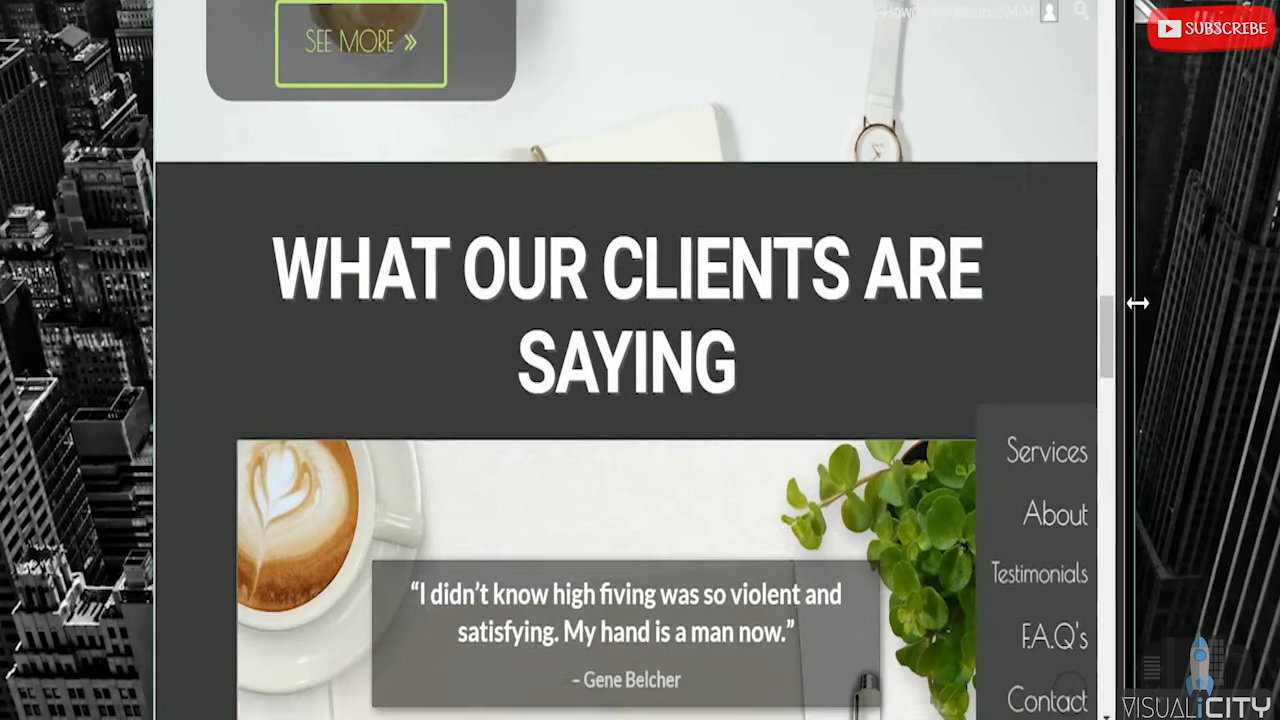 SEE MORE »
SUBSCRIBE
WHAT OUR CLIENTS ARE
SAYING
Services
About
Testimonials
F.A.Q's
Contact
“I didn’t know high fiving was so violent and
satisfying. My hand is a man now.”
– Gene Belcher
VISUALiCITY